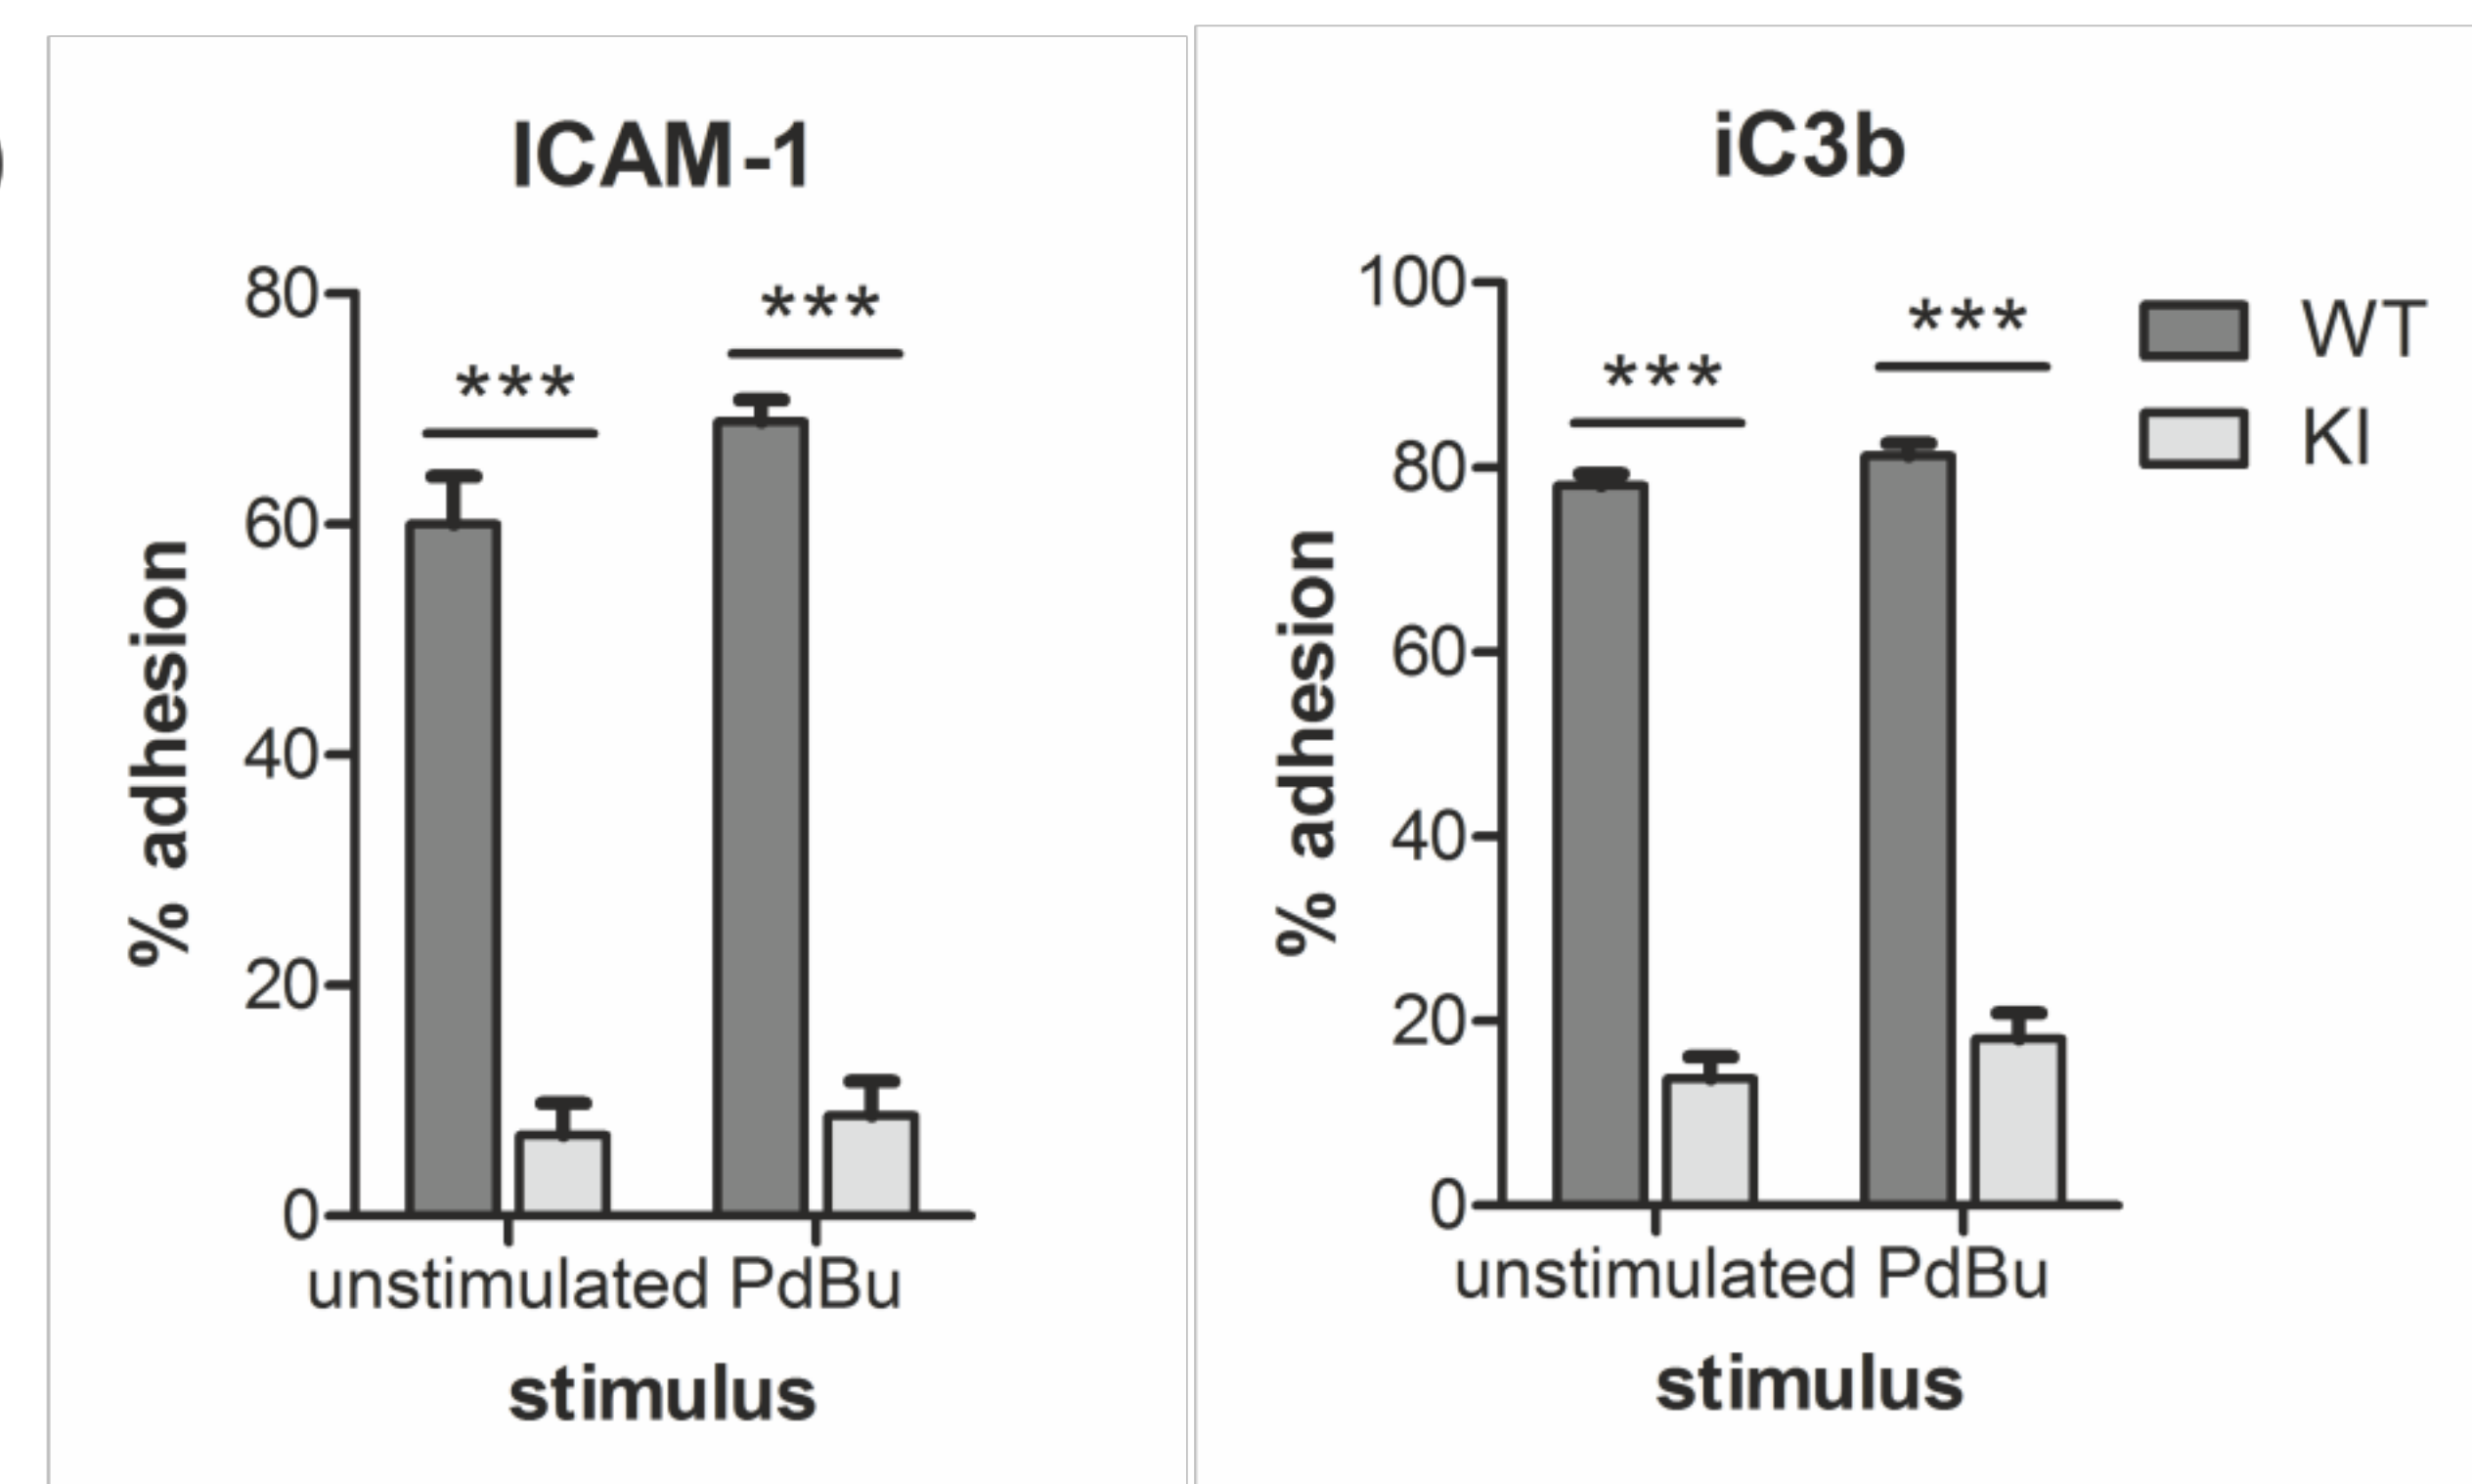 ICAM-1
80
60
40
20
0
% adhesion
***
***
unstimulated PdBu
stimulus
iC3b
100
80
60
40
20
0
% adhesion
***
***
unstimulated PdBu
stimulus
WT
KI